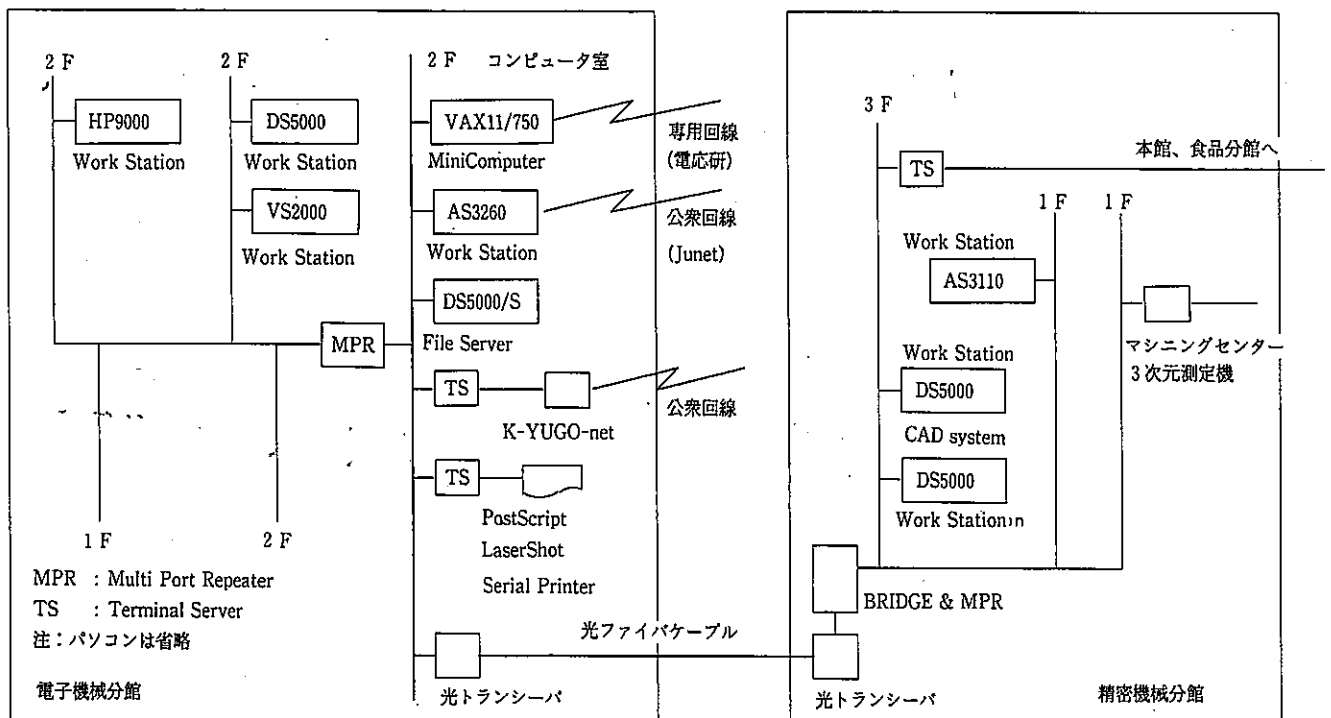 2 F
HP9000
Work Station
2 F
DS5000
Work Station
VS2000
Work Station
2 F コンピュータ室
VAX11/750
MiniComputer
専用回線
(電応研)
AS3260
Work Station
公衆回線
(Junet)
DS5000/S
File Server
MPR
TS
K-YUGO-net
公衆回線
TS
PostScript
LaserShot
Serial Printer
1 F
2 F
MPR : Multi Port Repeater
TS : Terminal Server
注：パソコンは省略
電子機械分館
光トランシーバ
光ファイバケーブル
3 F
TS
本館、食品分館へ
1 F
1 F
Work Station
AS3110
マシニングセンター
3次元測定機
Work Station
DS5000
CAD system
DS5000
Work Station
BRIDGE & MPR
光トランシーバ
精密機械分館